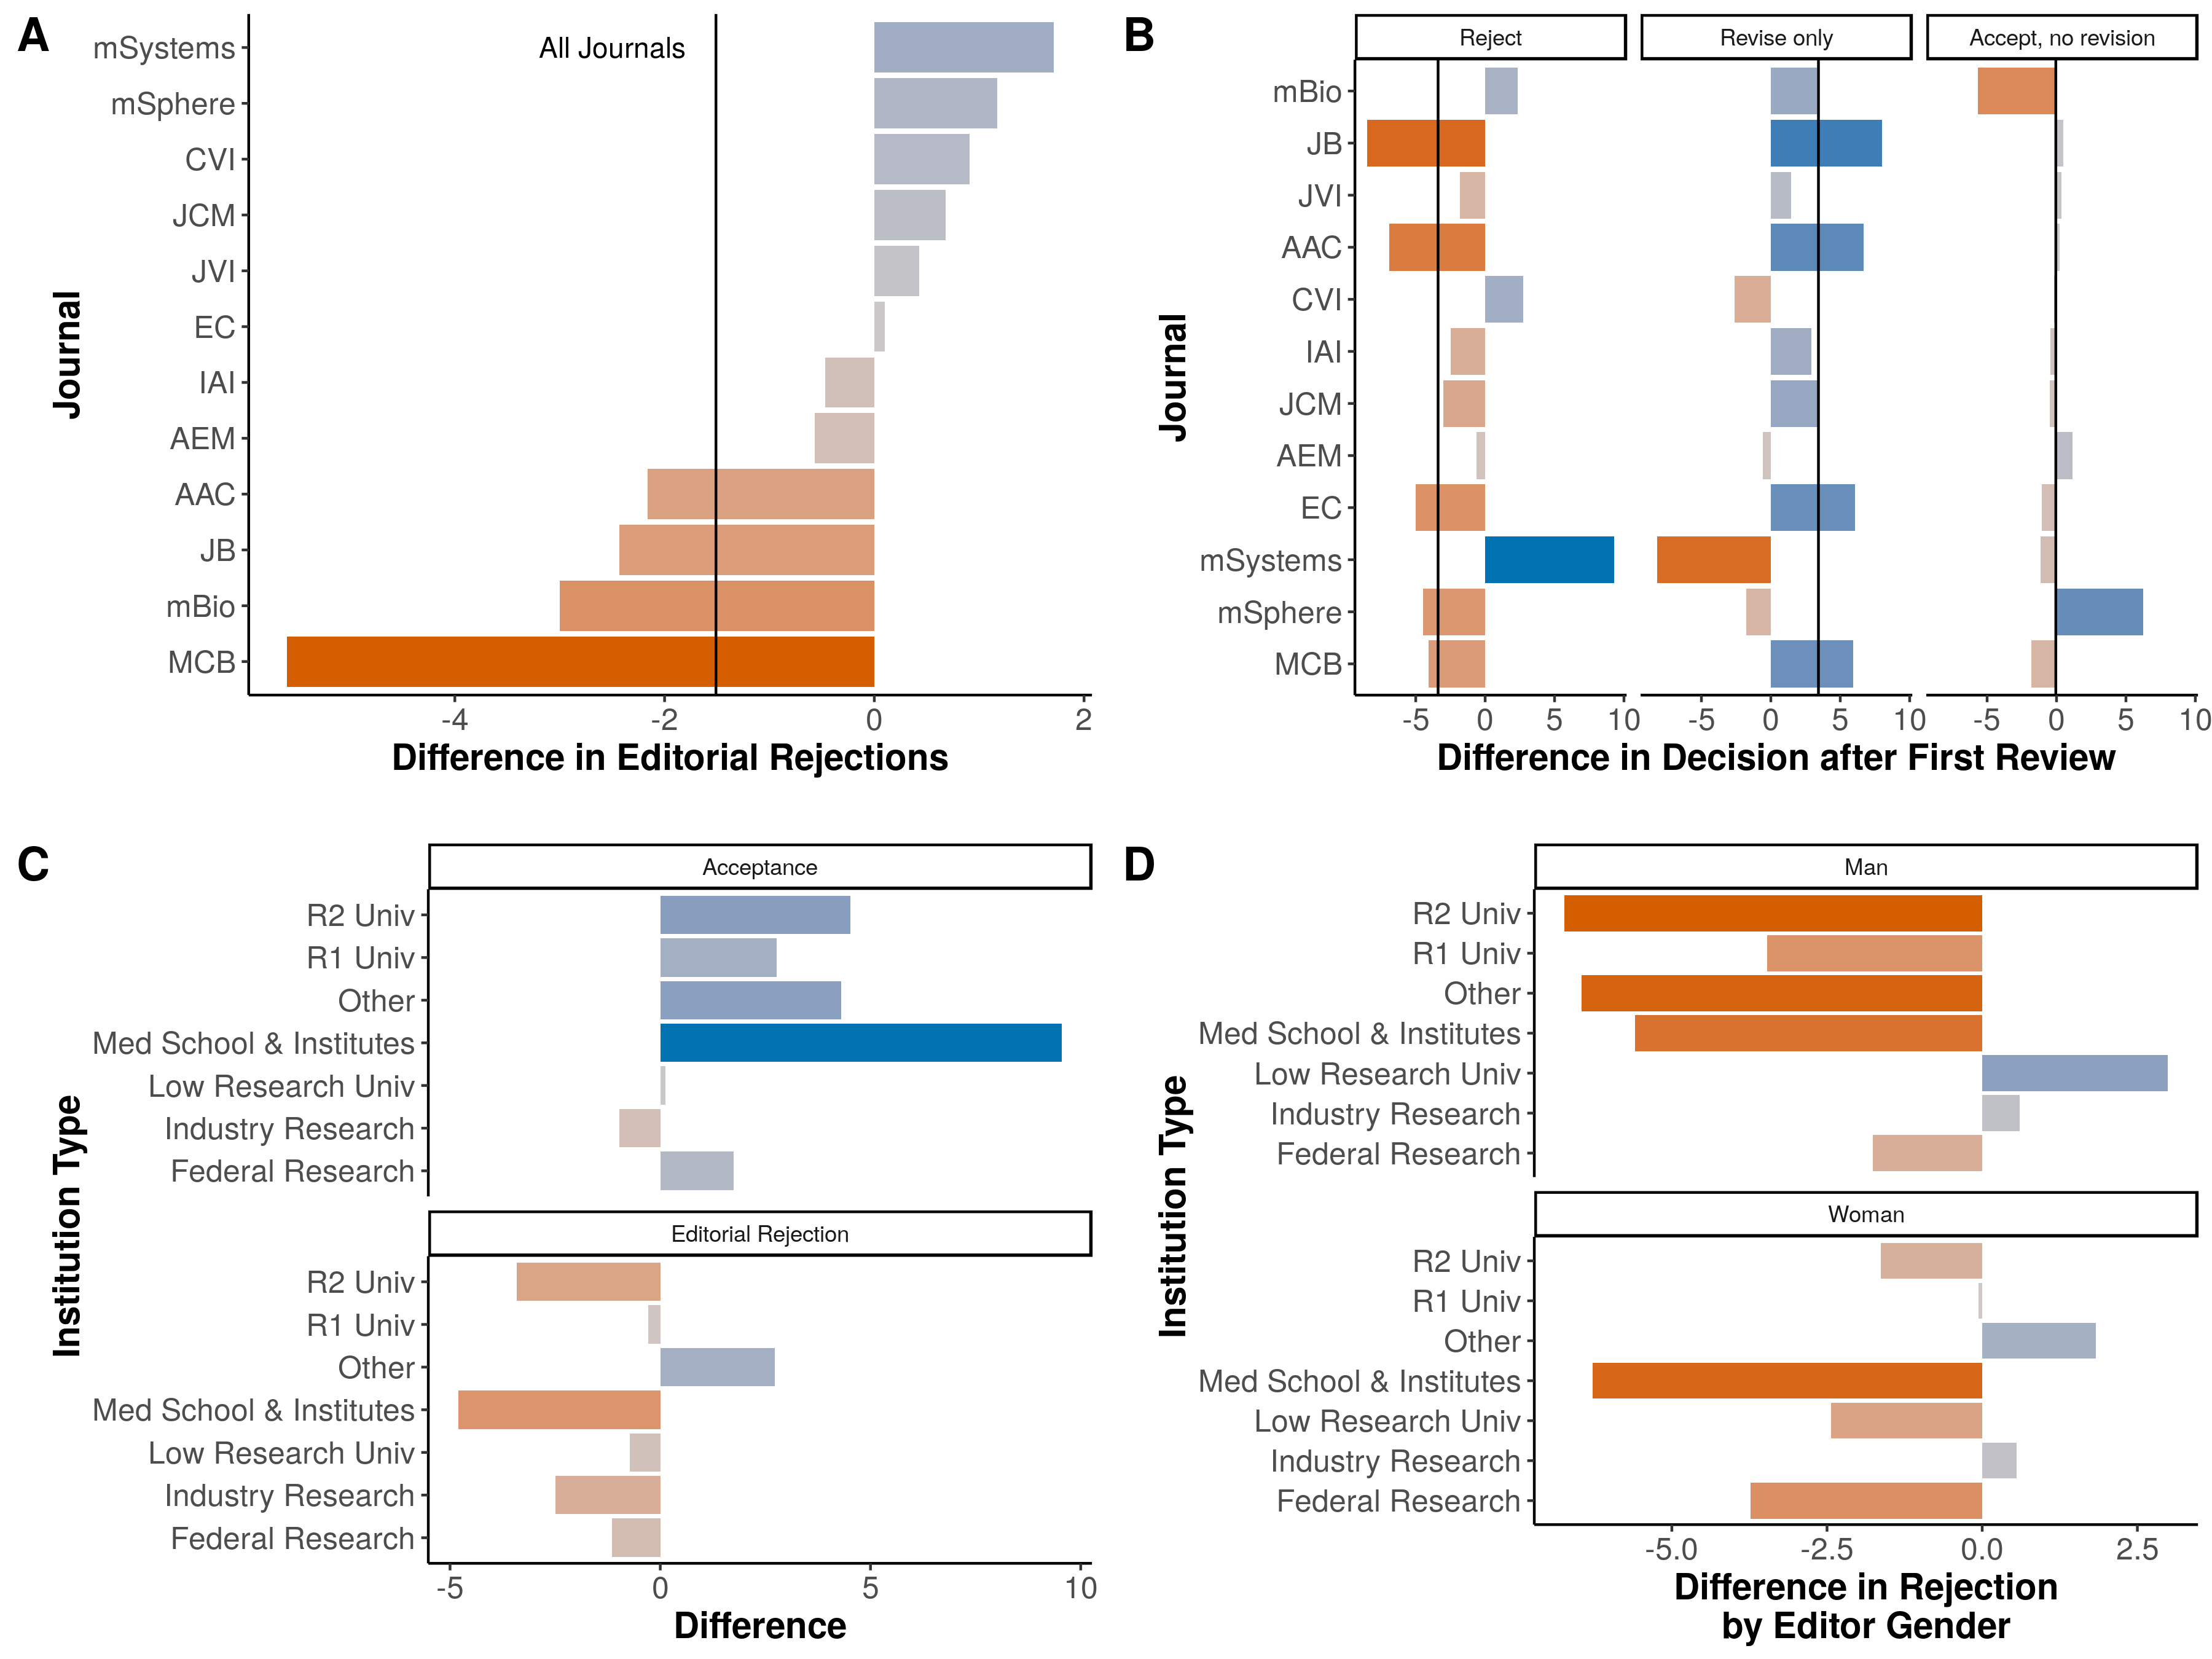 A
All Journals
mSystems
mSphere
CVI
JCM
JVI
EC
IAI
AEM
AAC
JB
mBio
MCB
Journal
-4 -2 0 2
Difference in Editorial Rejections
B
Reject Revise only Accept, no revision
mBio
JB
JVI
AAC
CVI
IAI
JCM
AEM
EC
mSystems
mSphere
MCB
Journal
-5 0 5 10 -5 0 5 10 -5 0 5 10
Difference in Decision after First Review
C
Acceptance
R2 Univ
R1 Univ
Other
Med School & Institutes
Low Research Univ
Industry Research
Federal Research
Institution Type
Editorial Rejection
R2 Univ
R1 Univ
Other
Med School & Institutes
Low Research Univ
Industry Research
Federal Research
-5 0 5 10
Difference
D
Man
R2 Univ
R1 Univ
Other
Med School & Institutes
Low Research Univ
Industry Research
Federal Research
Institution Type
Woman
R2 Univ
R1 Univ
Other
Med School & Institutes
Low Research Univ
Industry Research
Federal Research
-5.0 -2.5 0.0 2.5
Difference in Rejection
by Editor Gender